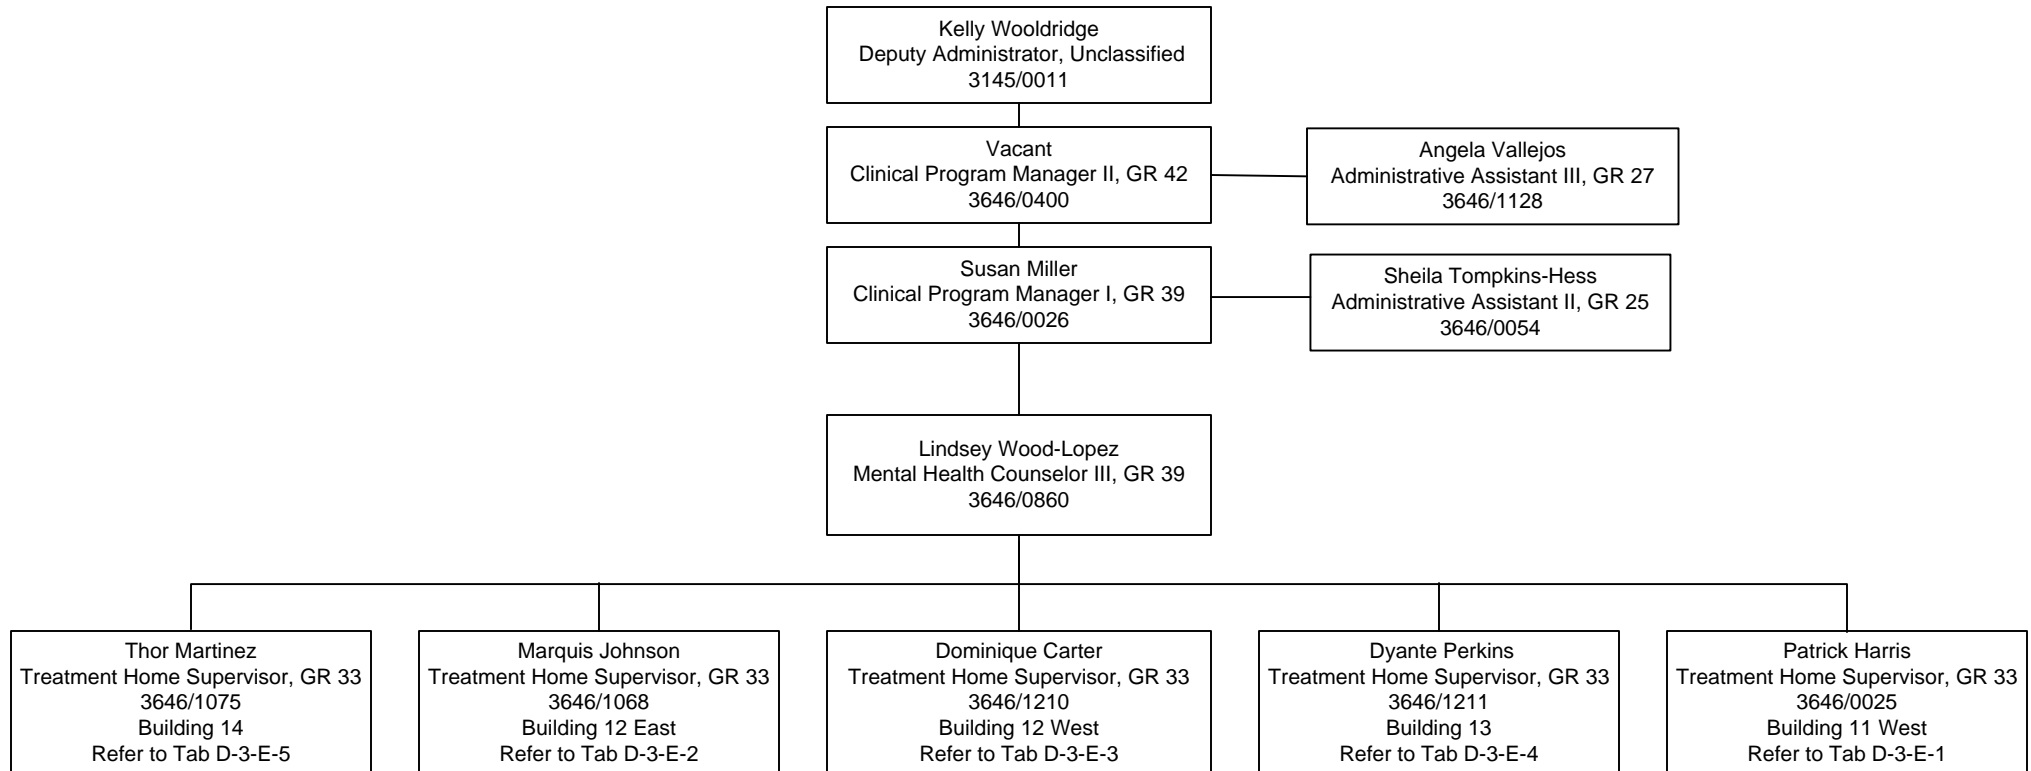 Kelly Wooldridge
Deputy Administrator, Unclassified
3145/0011
Vacant
Clinical Program Manager II, GR 42
3646/0400
Angela Vallejos
Administrative Assistant III, GR 27
3646/1128
Susan Miller
Clinical Program Manager I, GR 39
3646/0026
Sheila Tompkins-Hess
Administrative Assistant II, GR 25
3646/0054
Lindsey Wood-Lopez
Mental Health Counselor III, GR 39
3646/0860
Thor Martinez
Treatment Home Supervisor, GR 33
3646/1075
Building 14
Refer to Tab D-3-E-5
Marquis Johnson
Treatment Home Supervisor, GR 33
3646/1068
Building 12 East
Refer to Tab D-3-E-2
Dominique Carter
Treatment Home Supervisor, GR 33
3646/1210
Building 12 West
Refer to Tab D-3-E-3
Dyante Perkins
Treatment Home Supervisor, GR 33
3646/1211
Building 13
Refer to Tab D-3-E-4
Patrick Harris
Treatment Home Supervisor, GR 33
3646/0025
Building 11 West
Refer to Tab D-3-E-1